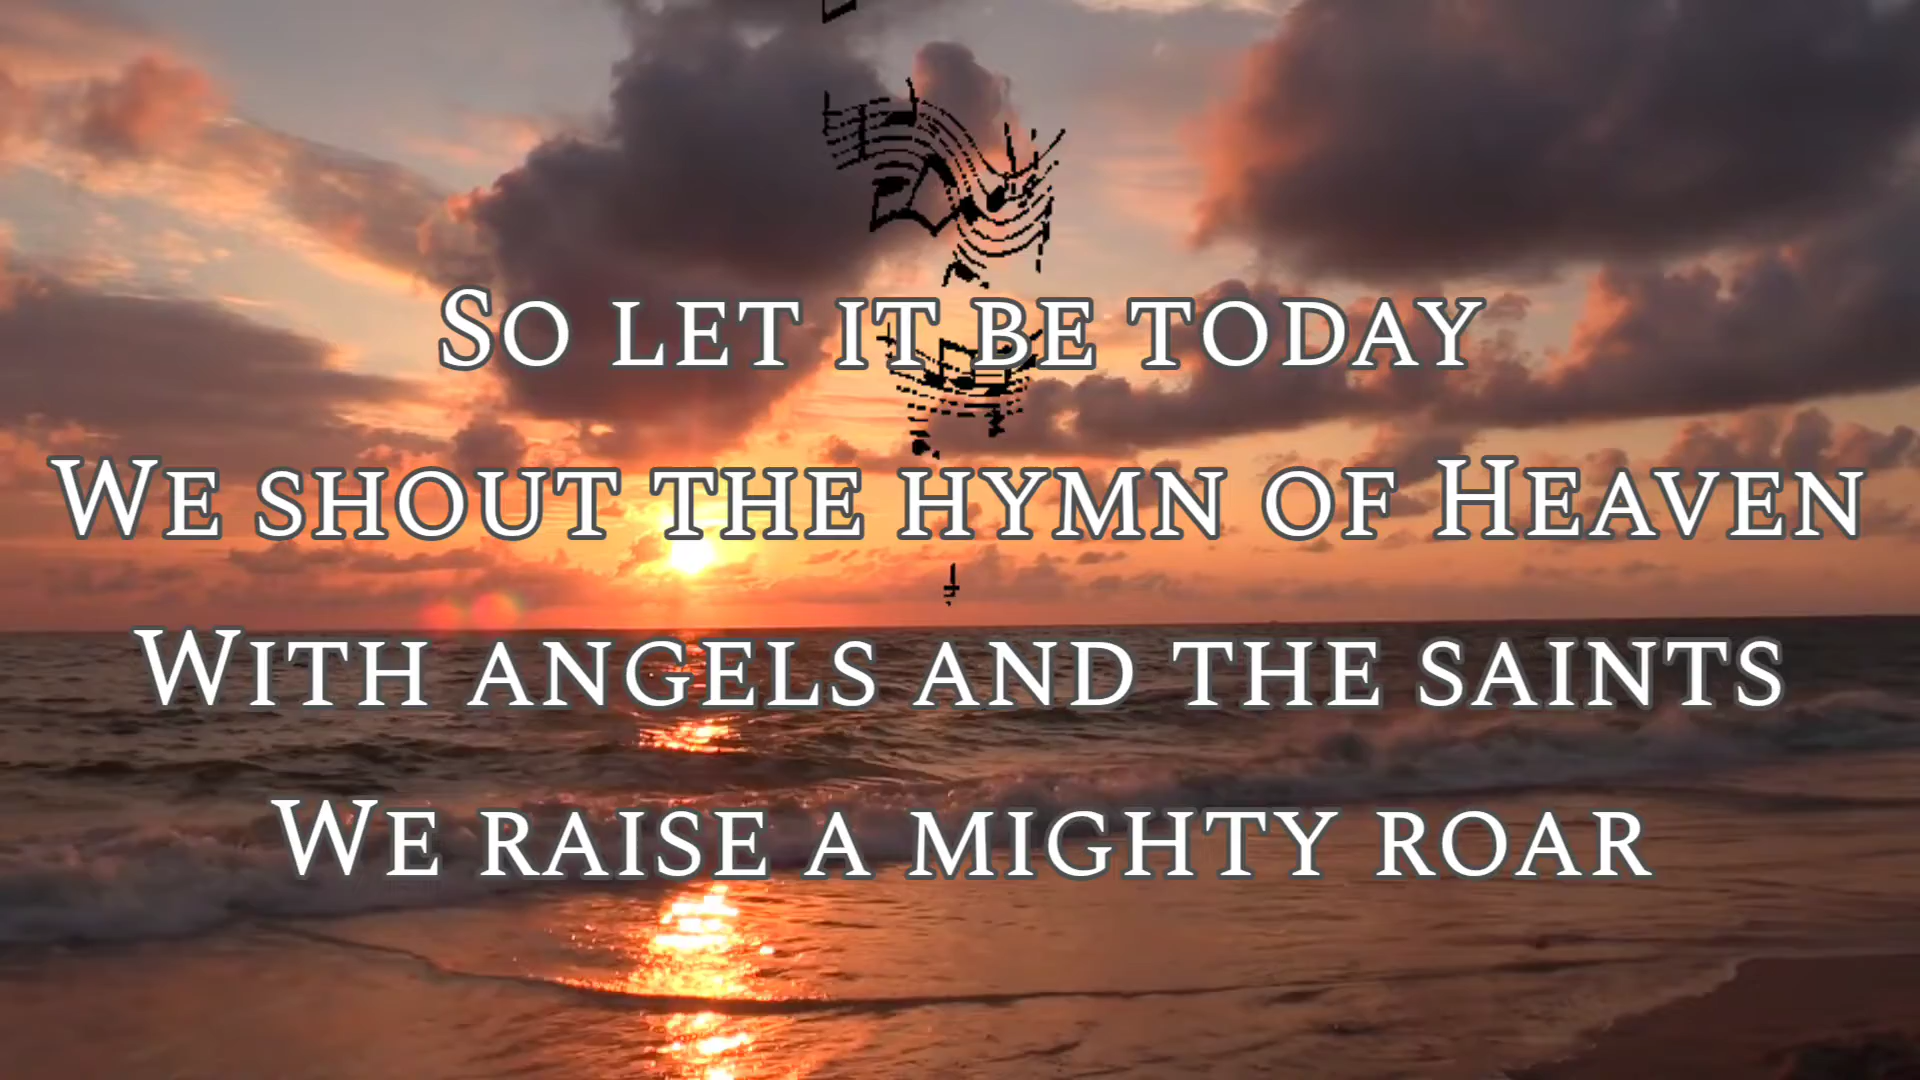 So let it be today
We shout the hymn of Heaven
With angels and the saints
We raise a mighty roar